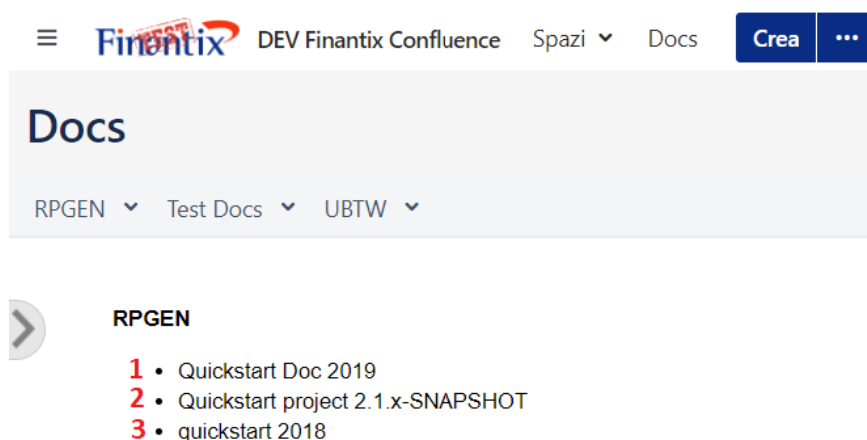 Finantix TEST DEV Finantix Confluence Spazi Docs Crea ...
Docs
RPGEN Test Docs UBTW
RPGEN
1 • Quickstart Doc 2019
2 • Quickstart project 2.1.x-SNAPSHOT
3 • quickstart 2018